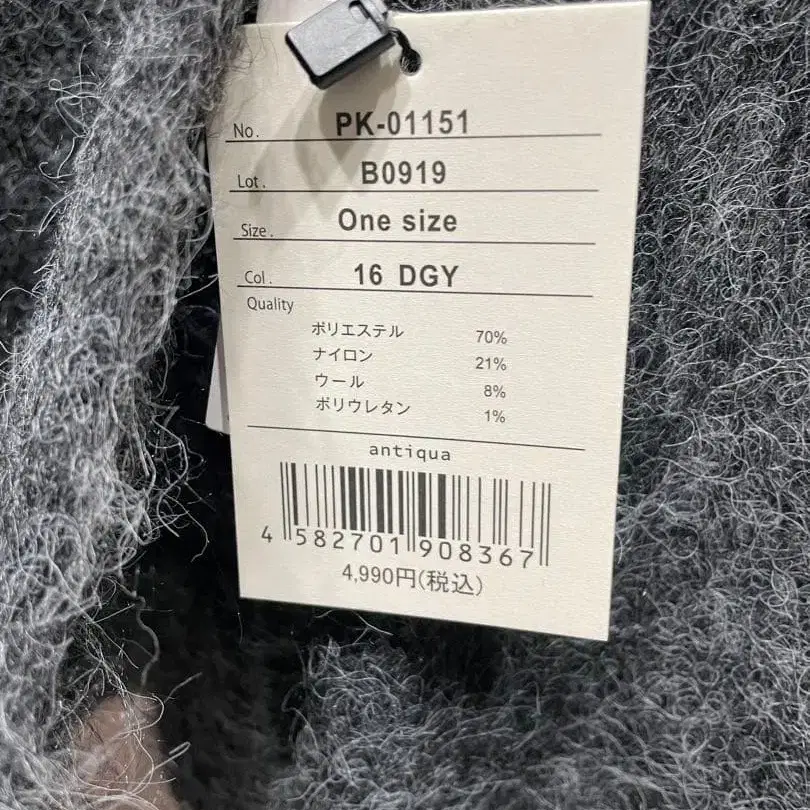 No. PK-01151
Lot. B0919
Size. One size
Col. 16 DGY
Quality
ポリエステル 70%
ナイロン 21%
ウール 8%
ポリウレタン 1%
antiqua
4 582701 908367
4,990円(税込)